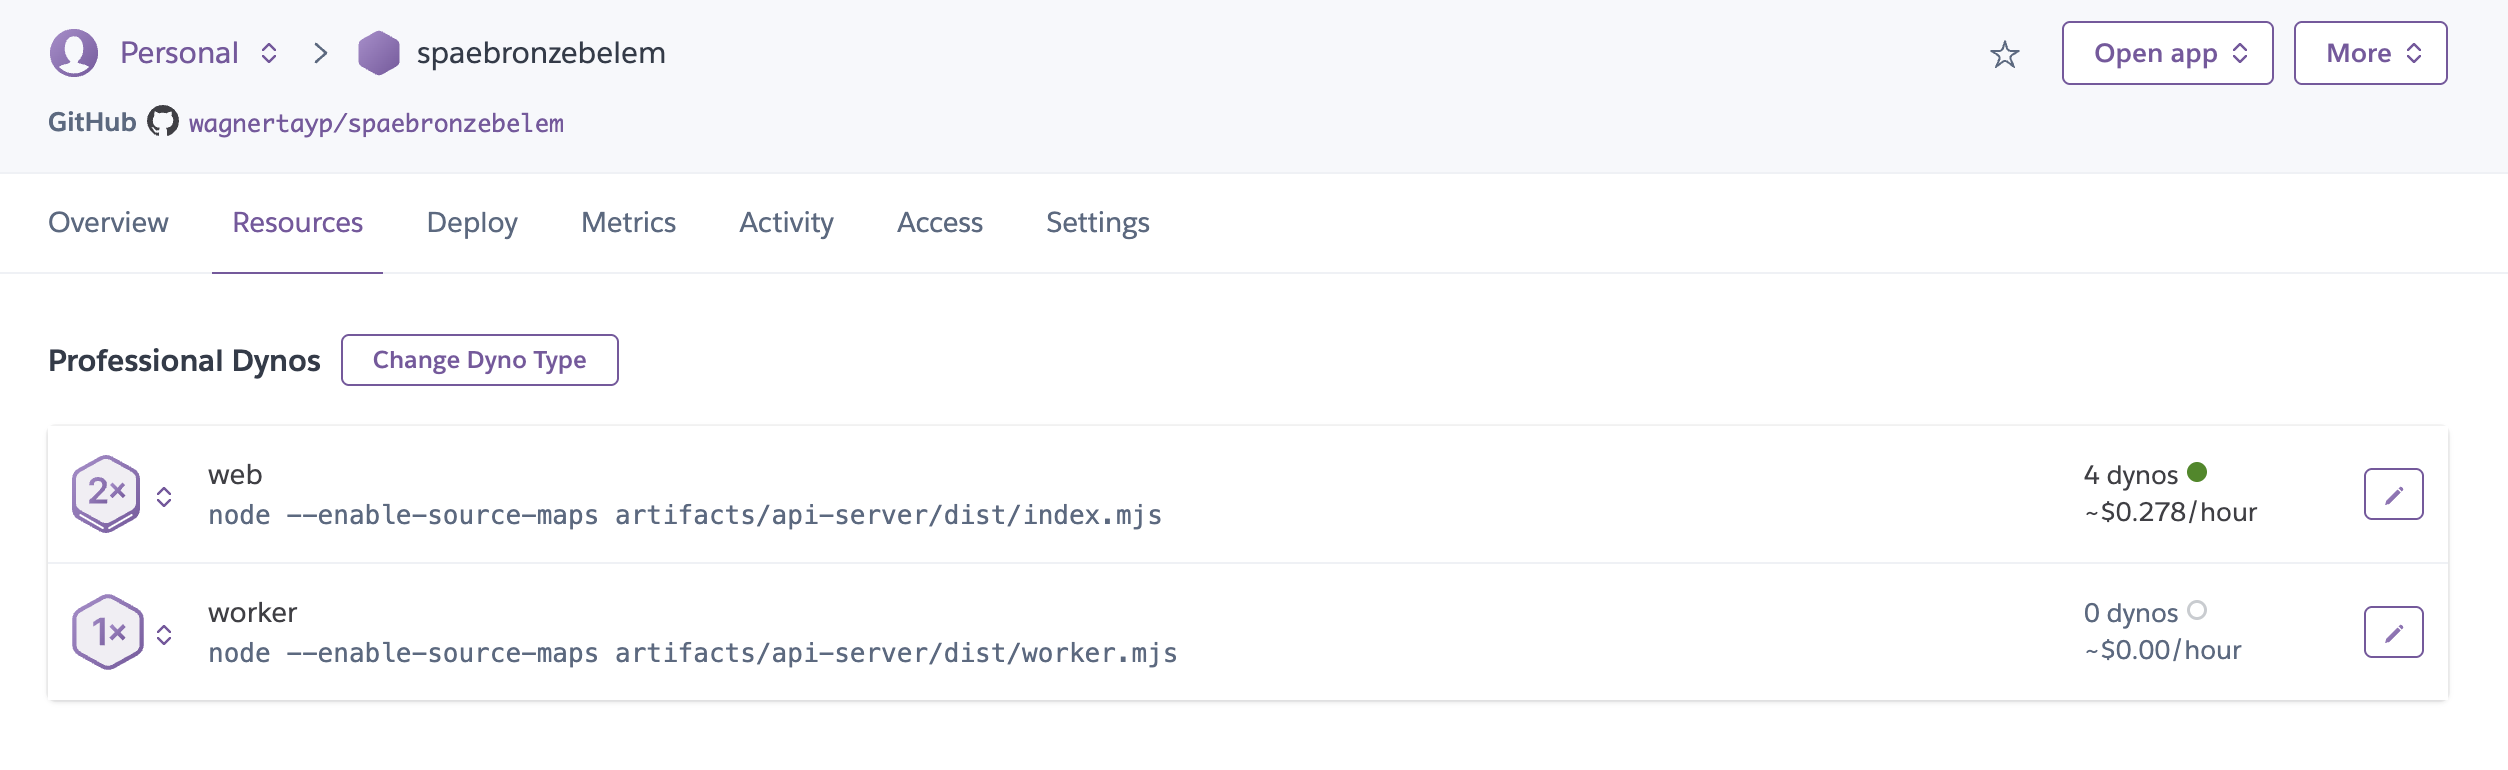 Personal > spaebronzebelem
Open app
More
GitHub wagnertayp/spaebronzebelem
Overview Resources Deploy Metrics Activity Access Settings
Professional Dynos Change Dyno Type
2× web 4 dynos
node --enable-source-maps artifacts/api-server/dist/index.mjs ~$0.278/hour
1× worker 0 dynos
node --enable-source-maps artifacts/api-server/dist/worker.mjs ~$0.00/hour